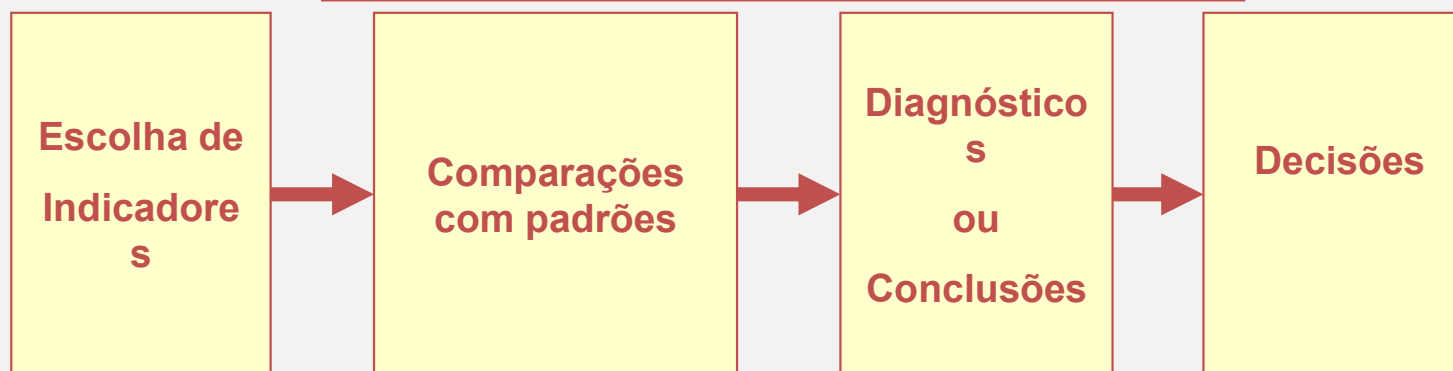 Escolha de
Indicadore
s
Comparações
com padrões
Diagnóstico
s
ou
Conclusões
Decisões